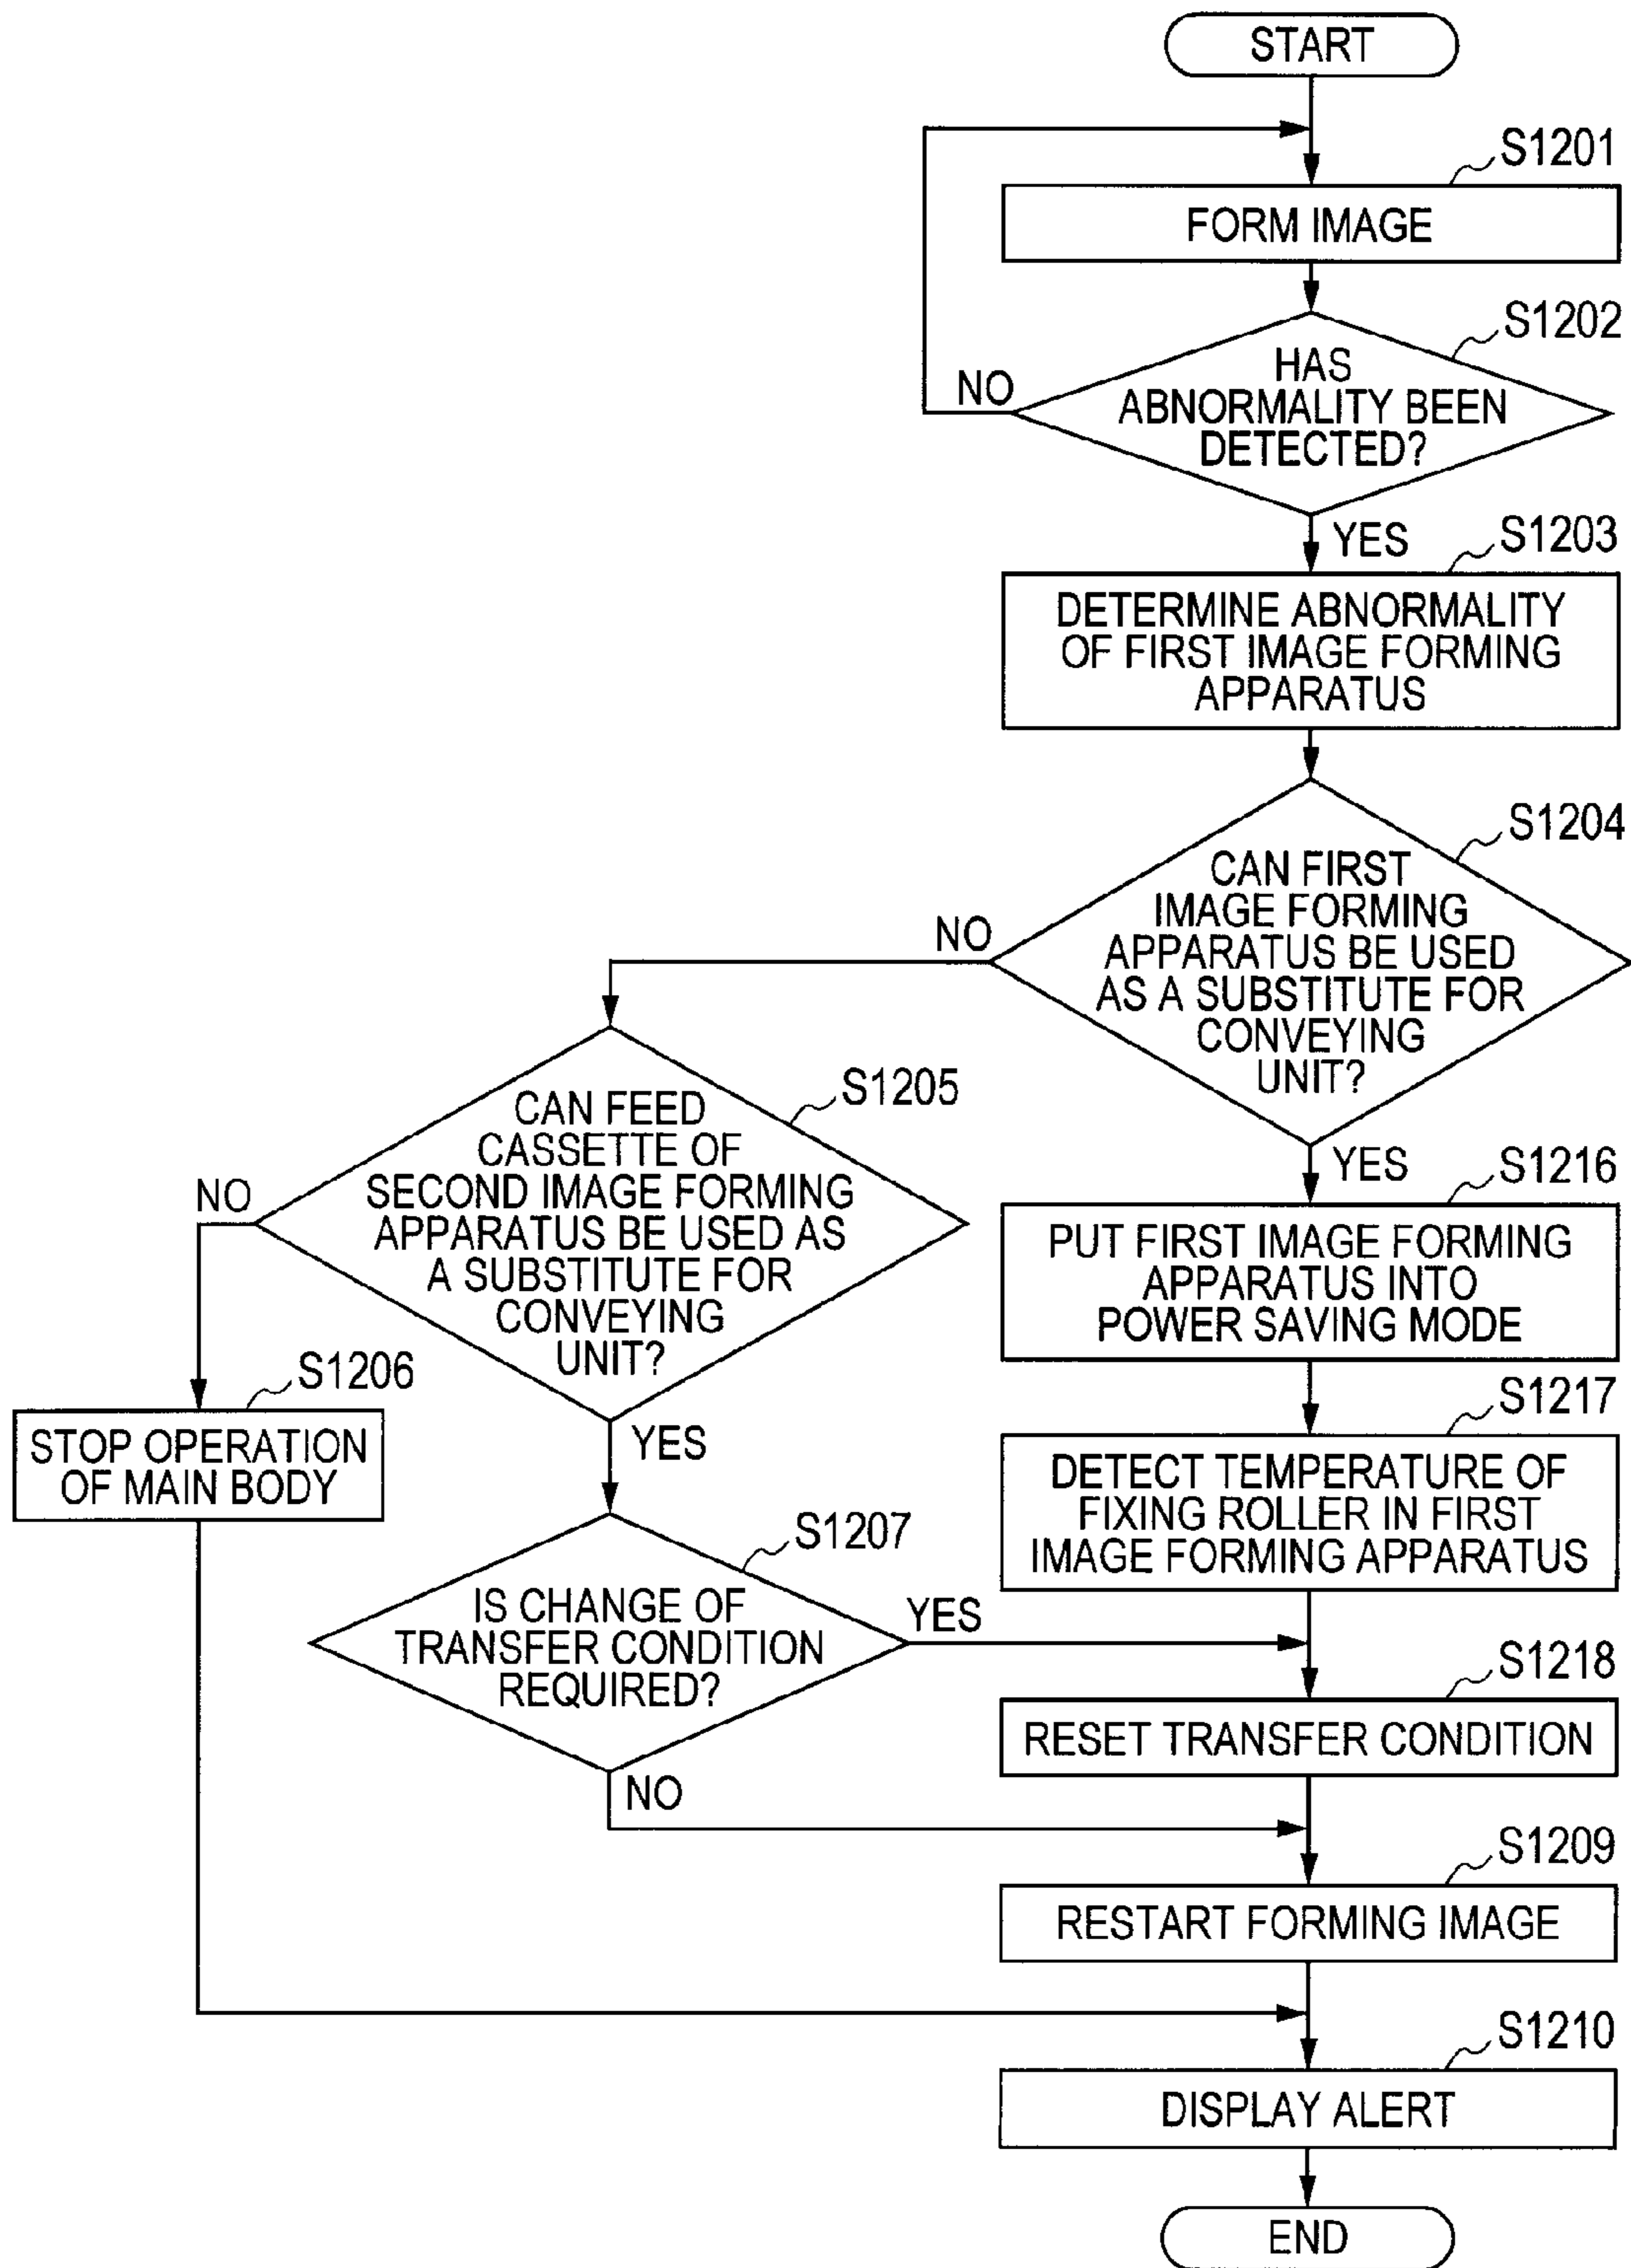 START
S1201
FORM IMAGE
S1202
HAS
ABNORMALITY BEEN
DETECTED?
NO
YES
S1203
DETERMINE ABNORMALITY
OF FIRST IMAGE FORMING
APPARATUS
S1204
CAN FIRST
IMAGE FORMING
APPARATUS BE USED
AS A SUBSTITUTE FOR
CONVEYING
UNIT?
NO
YES
S1205
CAN FEED
CASSETTE OF
SECOND IMAGE FORMING
APPARATUS BE USED AS
A SUBSTITUTE FOR
CONVEYING
UNIT?
NO
YES
S1216
PUT FIRST IMAGE FORMING
APPARATUS INTO
POWER SAVING MODE
S1206
STOP OPERATION
OF MAIN BODY
S1217
DETECT TEMPERATURE OF
FIXING ROLLER IN FIRST
IMAGE FORMING APPARATUS
S1207
IS CHANGE OF
TRANSFER CONDITION
REQUIRED?
YES
NO
S1218
RESET TRANSFER CONDITION
S1209
RESTART FORMING IMAGE
S1210
DISPLAY ALERT
END